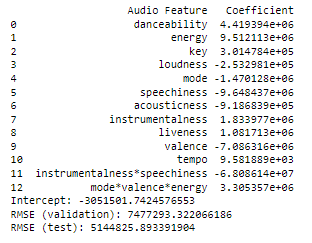 Audio Feature Coefficient
0 danceability 4.419394e+06
1 energy 9.512113e+06
2 key 3.014784e+05
3 loudness -2.532981e+05
4 mode -1.470128e+06
5 speechiness -9.648437e+06
6 acousticness -9.186839e+05
7 instrumentalness 1.833977e+06
8 liveness 1.081713e+06
9 valence -7.086316e+06
10 tempo 9.581889e+03
11 instrumentalness*speechiness -6.808614e+07
12 mode*valence*energy 3.305357e+06
Intercept: -3051501.7424576553
RMSE (validation): 7477293.322066186
RMSE (test): 5144825.893391904